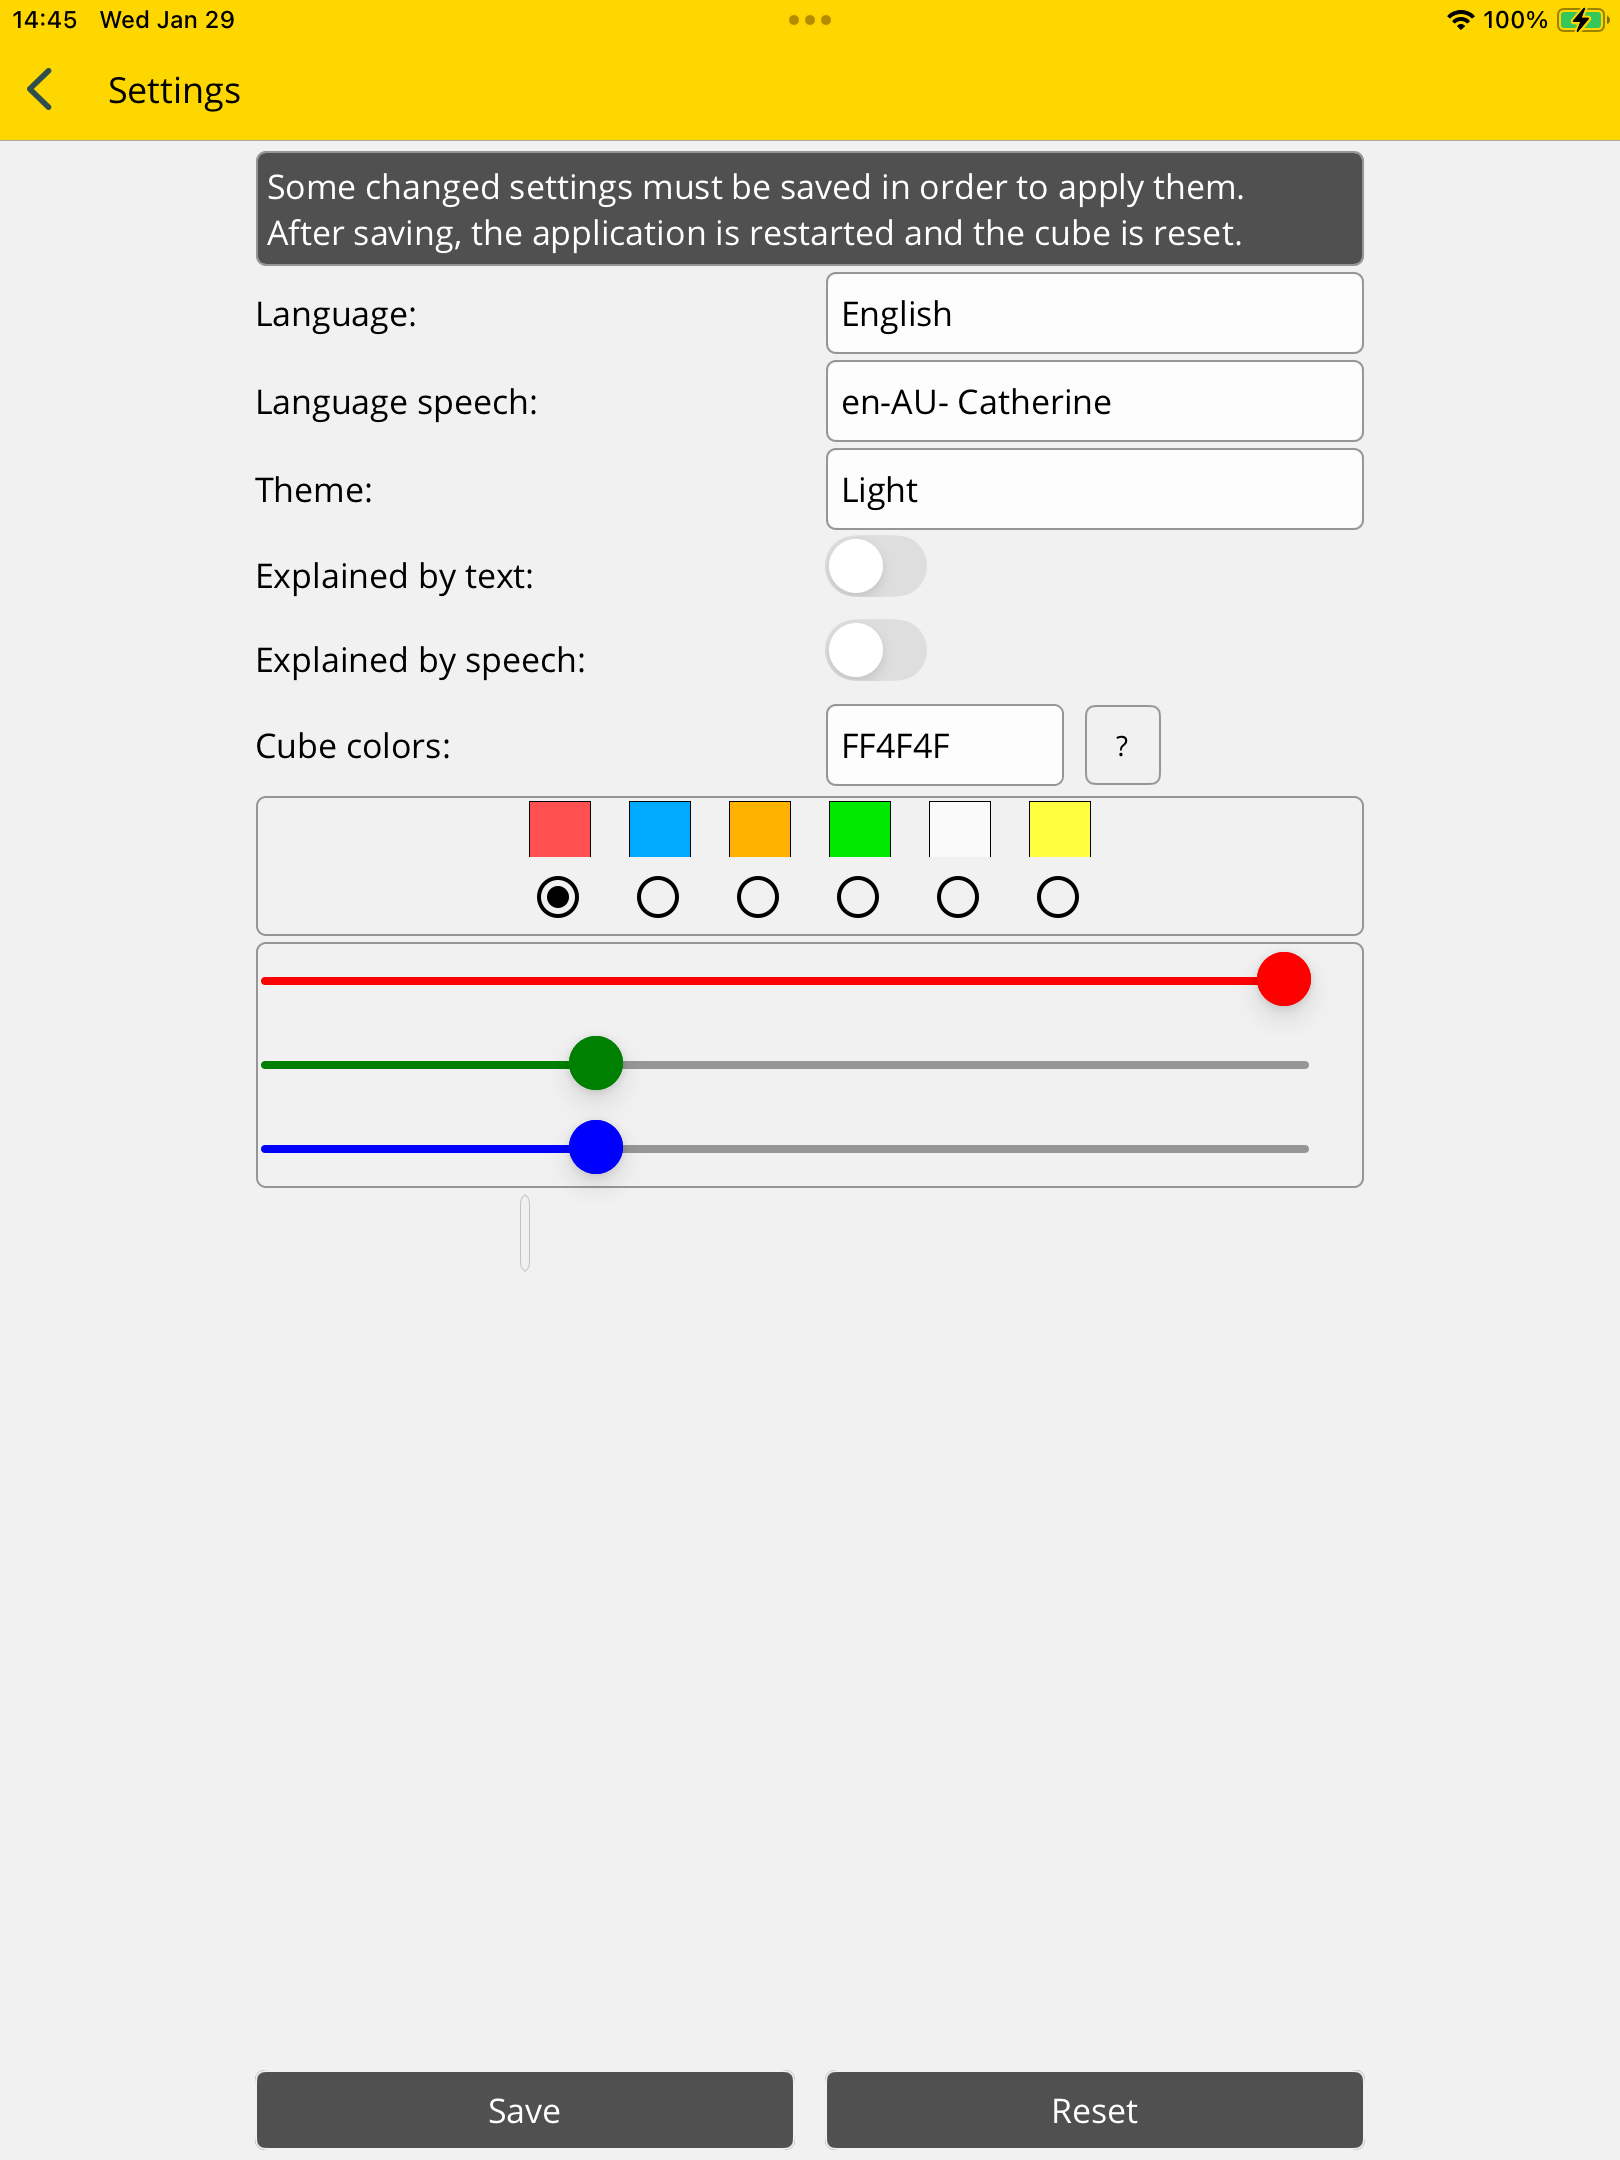 14:45 Wed Jan 29
100%
Settings
Some changed settings must be saved in order to apply them.
After saving, the application is restarted and the cube is reset.
Language:
English
Language speech:
en-AU- Catherine
Theme:
Light
Explained by text:
Explained by speech:
Cube colors:
FF4F4F
?
Save
Reset